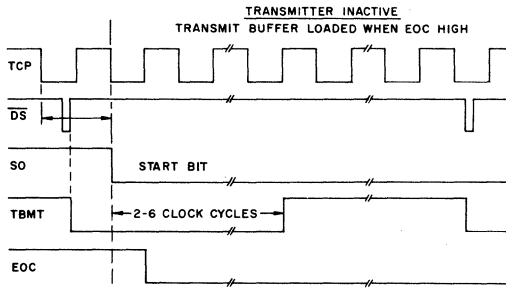 TRANSMITTER INACTIVE
TRANSMIT BUFFER LOADED WHEN EOC HIGH
TCP
DS
SO
START BIT
TBMT
2-6 CLOCK CYCLES
EOC